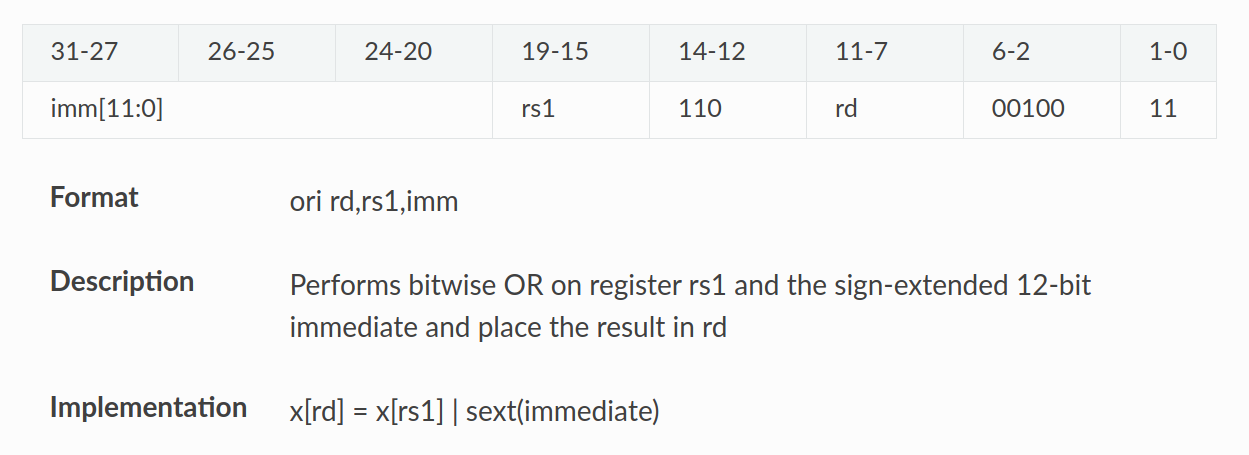 31-27 26-25 24-20 19-15 14-12 11-7 6-2 1-0
imm[11:0] rs1 110 rd 00100 11
Format ori rd,rs1,imm
Description Performs bitwise OR on register rs1 and the sign-extended 12-bit
immediate and place the result in rd
Implementation x[rd] = x[rs1] | sext(immediate)